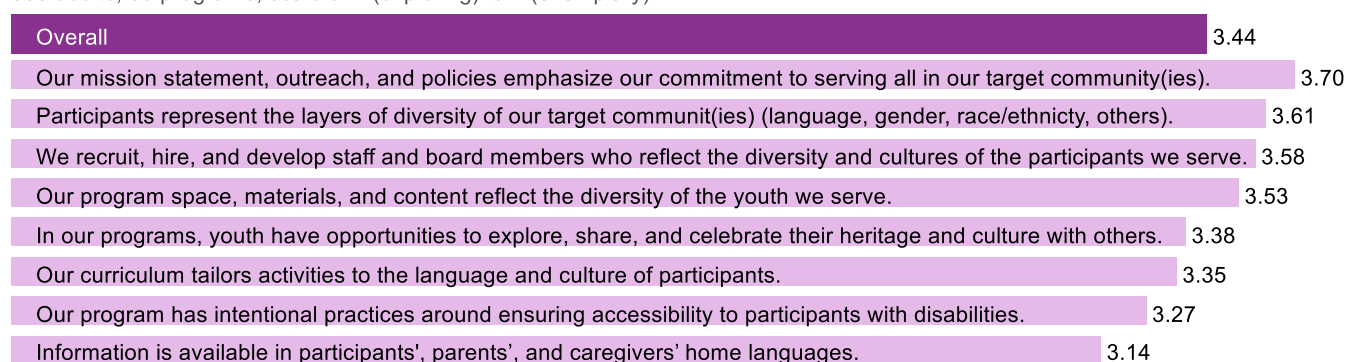 Overall 3.44
Our mission statement, outreach, and policies emphasize our commitment to serving all in our target community(ies). 3.70
Participants represent the layers of diversity of our target communit(ies) (language, gender, race/ethnicty, others). 3.61
We recruit, hire, and develop staff and board members who reflect the diversity and cultures of the participants we serve. 3.58
Our program space, materials, and content reflect the diversity of the youth we serve. 3.53
In our programs, youth have opportunities to explore, share, and celebrate their heritage and culture with others. 3.38
Our curriculum tailors activities to the language and culture of participants. 3.35
Our program has intentional practices around ensuring accessibility to participants with disabilities. 3.27
Information is available in participants', parents’, and caregivers’ home languages. 3.14